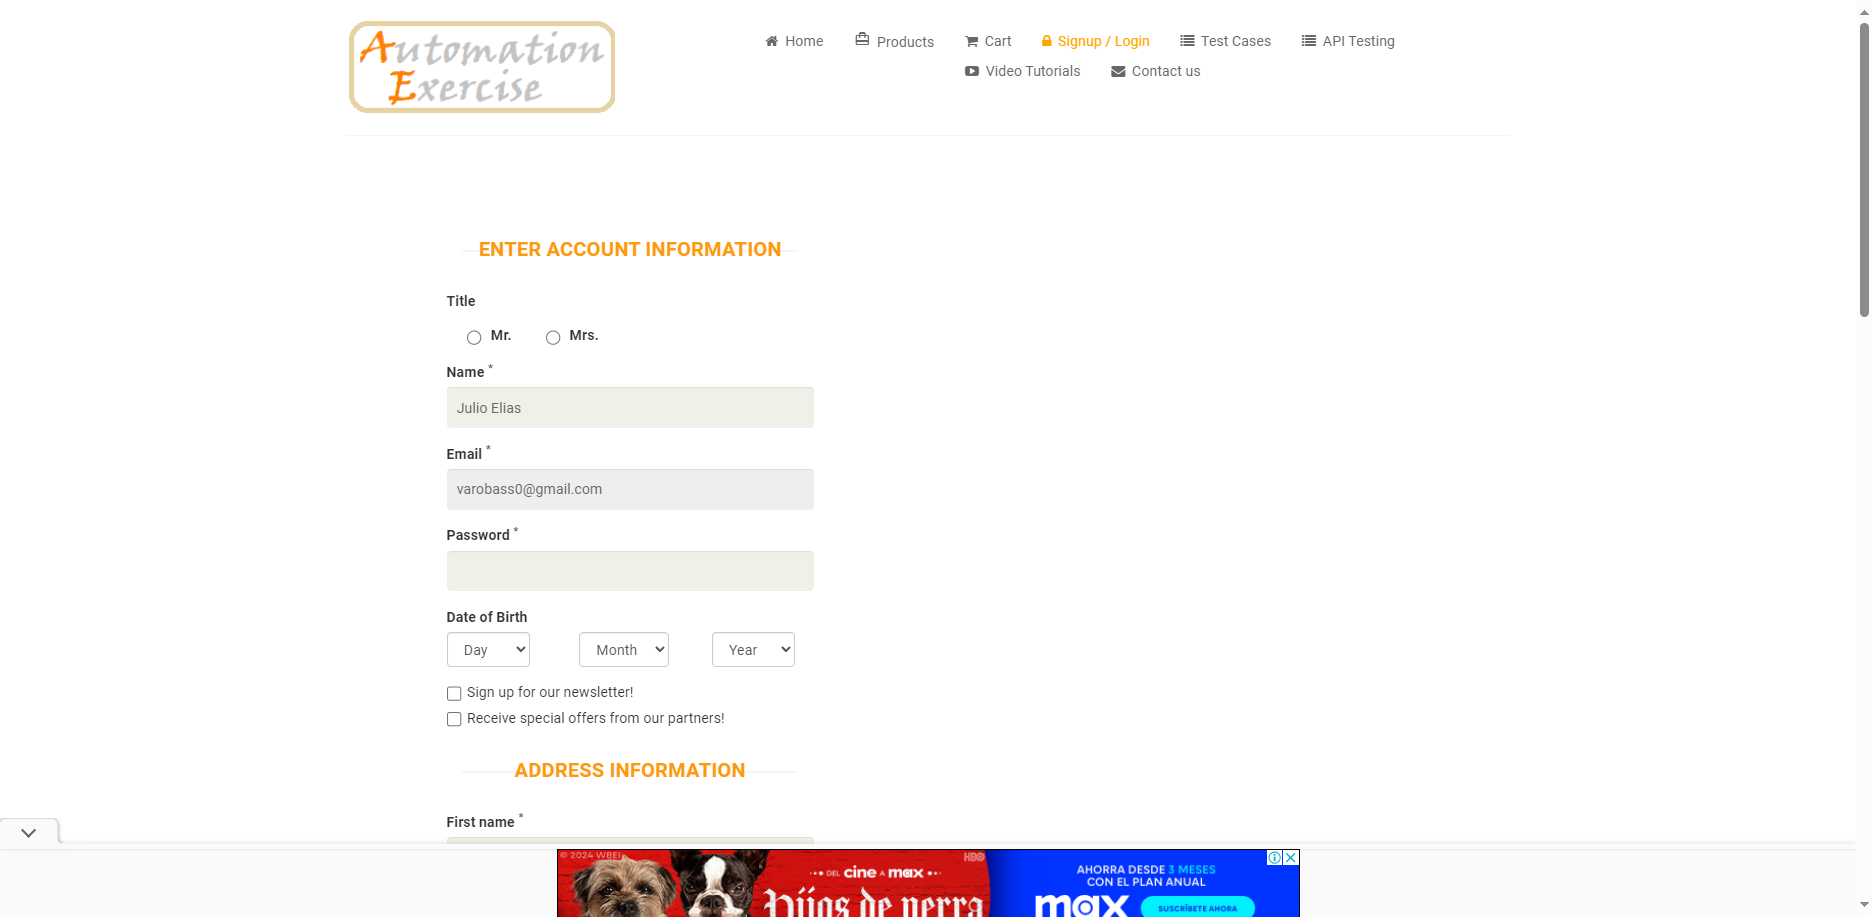 Automation
Exercise
Home Products Cart Signup / Login Test Cases API Testing
Video Tutorials Contact us
ENTER ACCOUNT INFORMATION
Title
Mr. Mrs.
Name *
Julio Elias
Email *
varobass0@gmail.com
Password *
Date of Birth
Day Month Year
Sign up for our newsletter!
Receive special offers from our partners!
ADDRESS INFORMATION
First name *
© 2024 WBEI
HBO
DEL cine A max
Hijos de perra
AHORA DESDE 3 MESES
CON EL PLAN ANUAL
max
SUSCRÍBETE AHORA